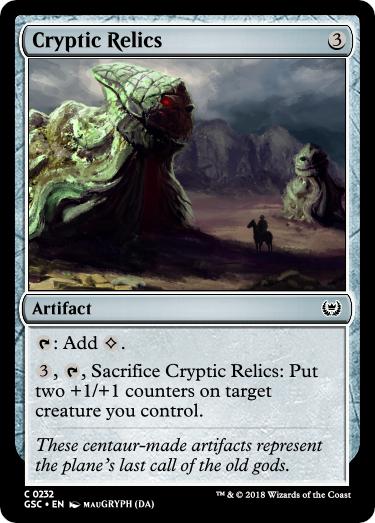 Cryptic Relics 3
Artifact
: Add .
3, , Sacrifice Cryptic Relics: Put
two +1/+1 counters on target
creature you control.
These centaur-made artifacts represent
the plane's last call of the old gods.
C 0232
GSC • EN MAUGRYPH (DA)
™ & © 2018 Wizards of the Coast